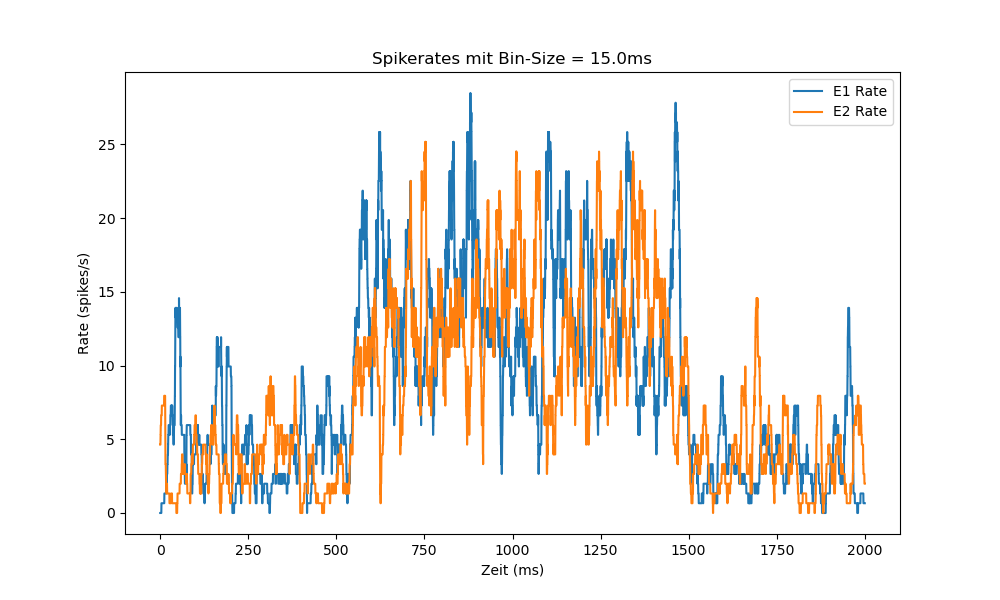 Spikerates mit Bin-Size = 15.0ms
E1 Rate
E2 Rate
25
20
15
10
5
0
Rate (spikes/s)
0 250 500 750 1000 1250 1500 1750 2000
Zeit (ms)